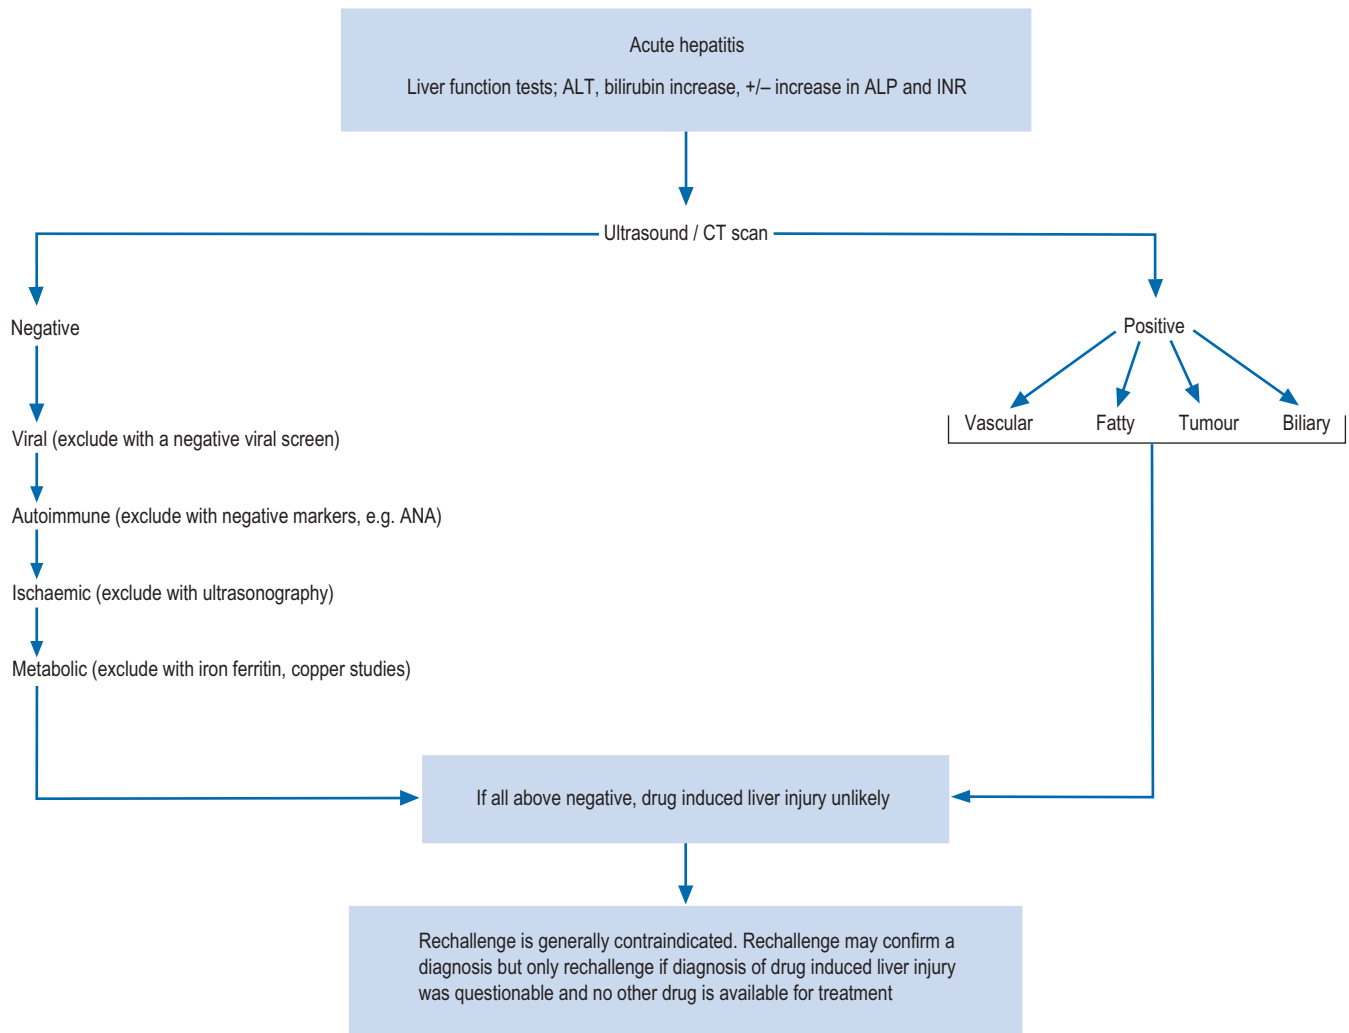 Acute hepatitis
Liver function tests; ALT, bilirubin increase, +/– increase in ALP and INR
Ultrasound / CT scan
Negative
Positive
Vascular
Fatty
Tumour
Biliary
Viral (exclude with a negative viral screen)
Autoimmune (exclude with negative markers, e.g. ANA)
Ischaemic (exclude with ultrasonography)
Metabolic (exclude with iron ferritin, copper studies)
If all above negative, drug induced liver injury unlikely
Rechallenge is generally contraindicated. Rechallenge may confirm a
diagnosis but only rechallenge if diagnosis of drug induced liver injury
was questionable and no other drug is available for treatment